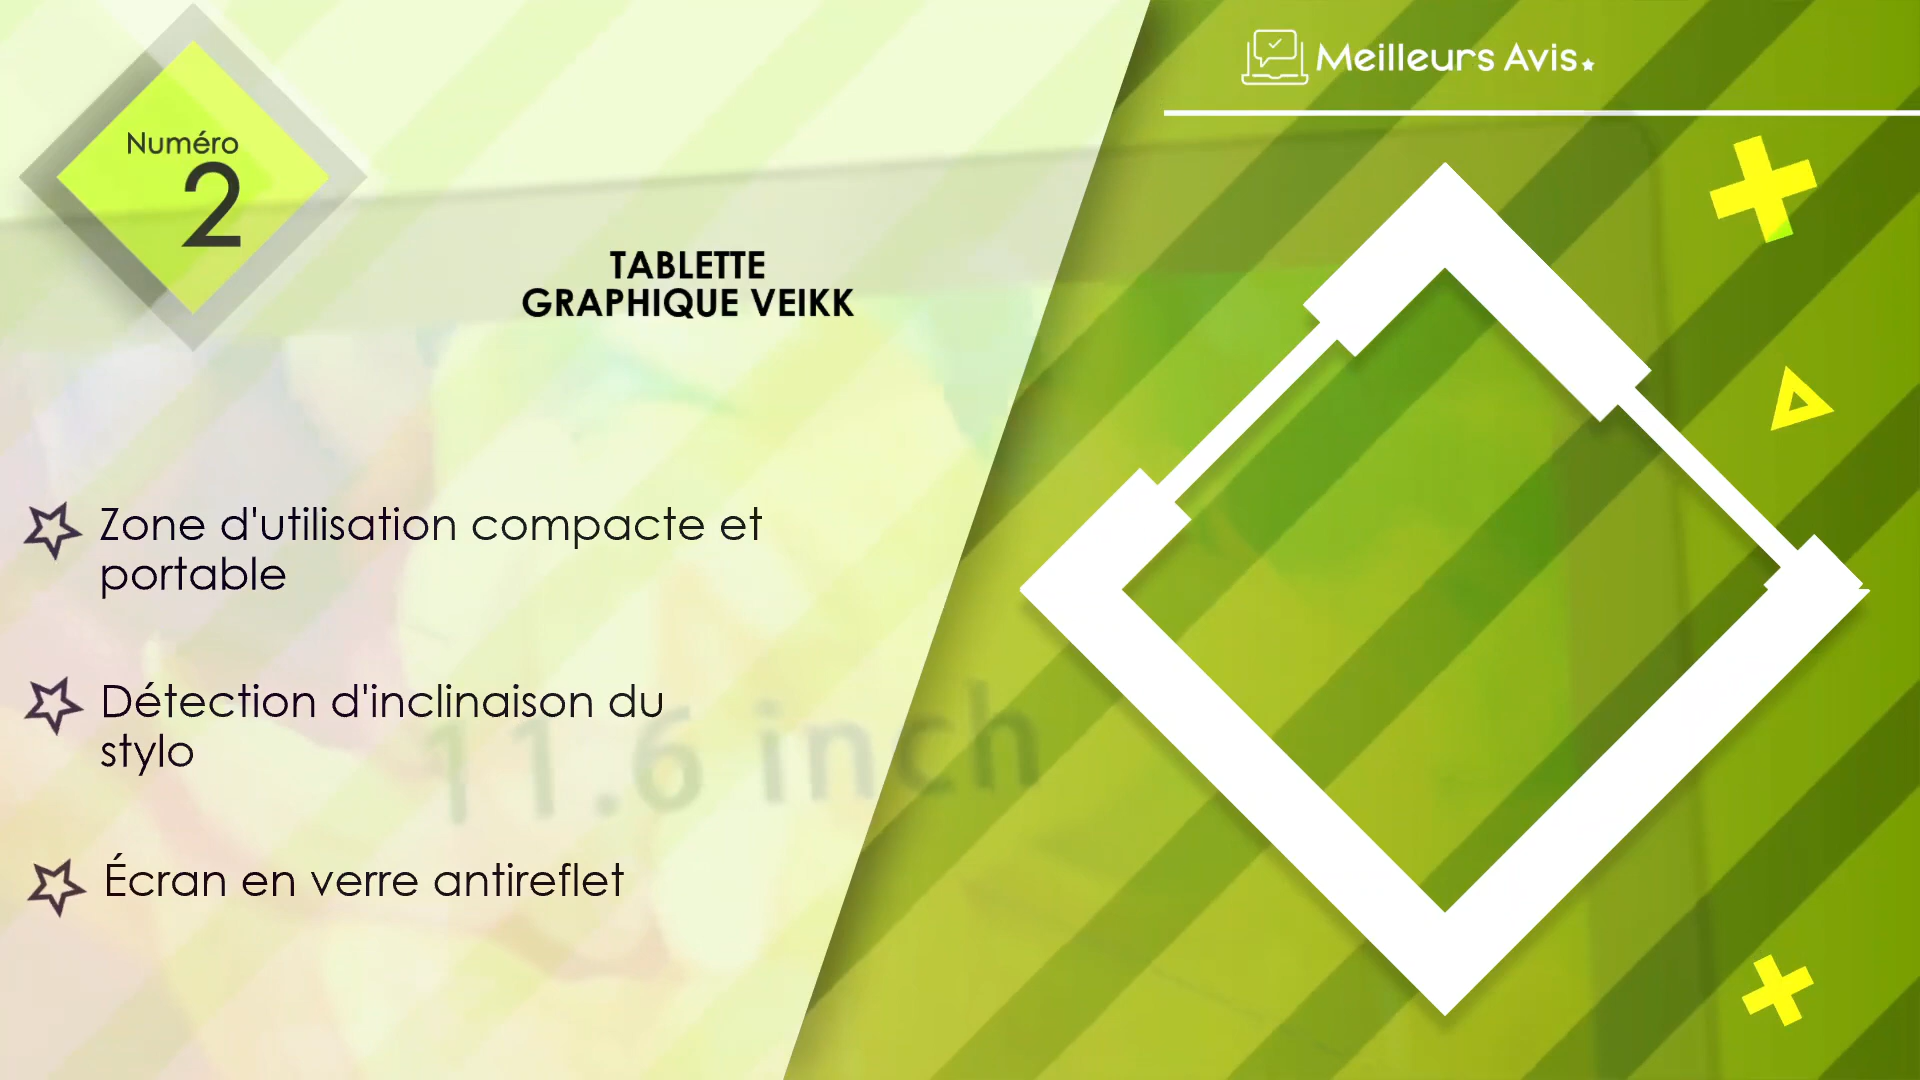 Meilleurs Avis
Numéro
2
TABLETTE
GRAPHIQUE VEIKK
Zone d'utilisation compacte et
portable
Détection d'inclinaison du
stylo
11.6 inch
Écran en verre antireflet